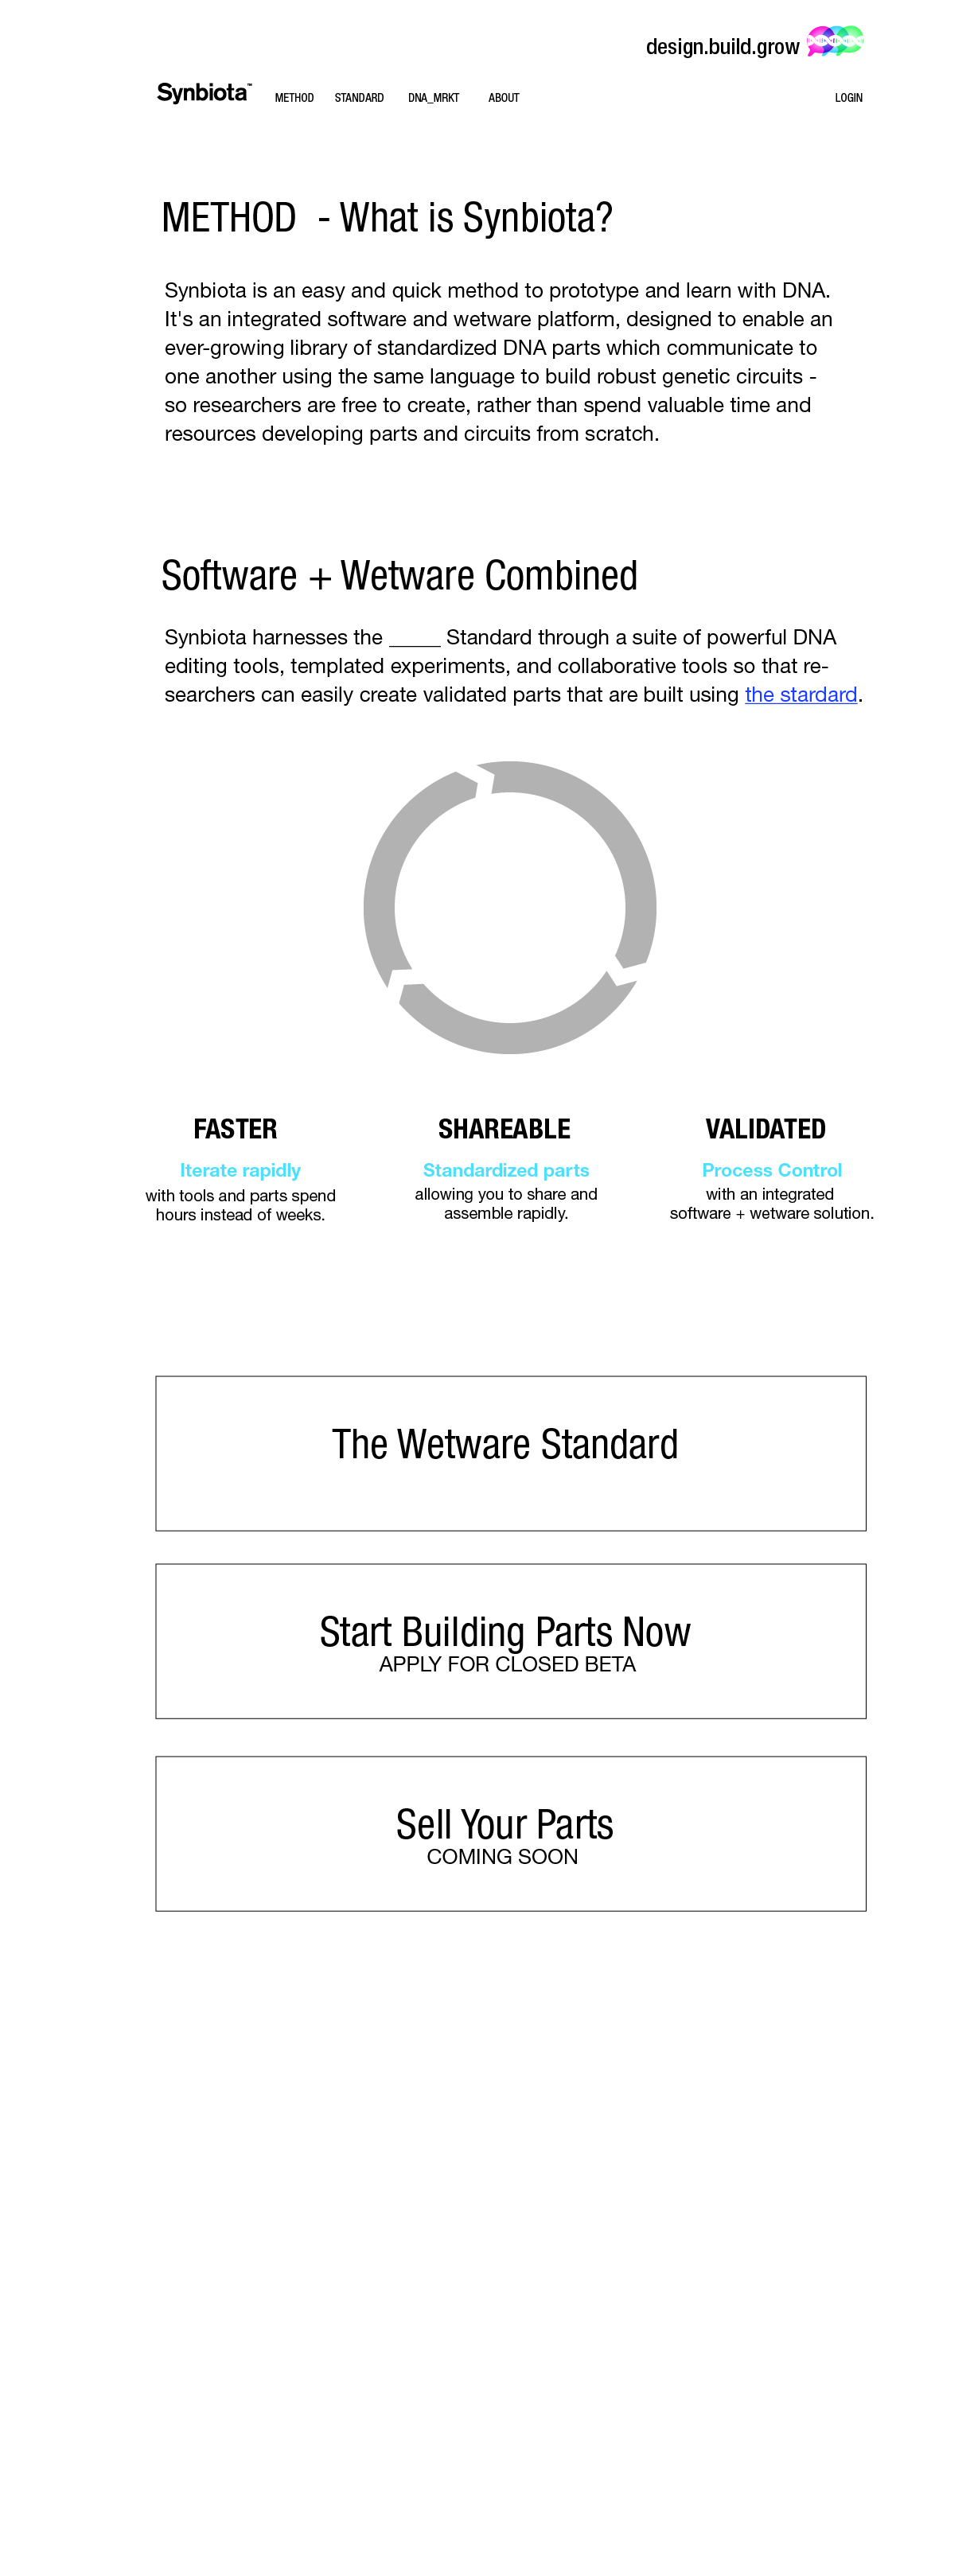 design.build.grow
Synbiota™
METHOD STANDARD DNA_MRKT ABOUT LOGIN
METHOD - What is Synbiota?
Synbiota is an easy and quick method to prototype and learn with DNA.
It's an integrated software and wetware platform, designed to enable an
ever-growing library of standardized DNA parts which communicate to
one another using the same language to build robust genetic circuits -
so researchers are free to create, rather than spend valuable time and
resources developing parts and circuits from scratch.
Software + Wetware Combined
Synbiota harnesses the _____ Standard through a suite of powerful DNA
editing tools, templated experiments, and collaborative tools so that re-
searchers can easily create validated parts that are built using the stardard.
FASTER
Iterate rapidly
with tools and parts spend
hours instead of weeks.
SHAREABLE
Standardized parts
allowing you to share and
assemble rapidly.
VALIDATED
Process Control
with an integrated
software + wetware solution.
The Wetware Standard
Start Building Parts Now
APPLY FOR CLOSED BETA
Sell Your Parts
COMING SOON